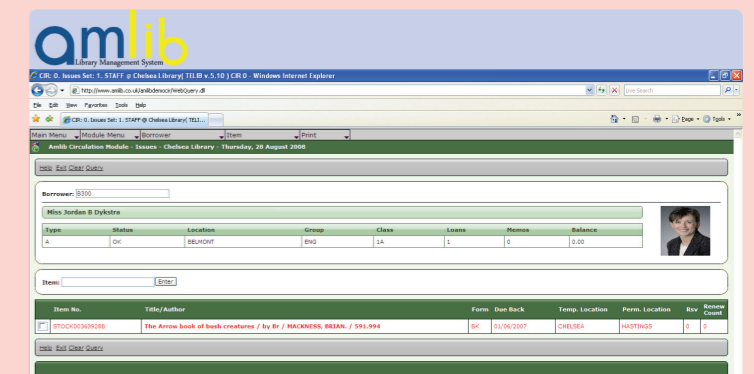 amlib
Library Management System
CIR: 0. Issues Set: 1. STAFF @ Chelsea Library( TELIB v.5.10 ) CIR 0 - Windows Internet Explorer
http://www.amlib.co.uk/amlibdemock/WebQuery.dll
Live Search
File Edit View Favorites Tools Help
CIR: 0. Issues Set: 1. STAFF @ Chelsea Library( TELI...
Page Tools
Main Menu Module Menu Borrower Item Print
Amlib Circulation Module - Issues - Chelsea Library - Thursday, 28 August 2008
Help Exit Clear Query
Borrower: B300
Miss Jordan B Dykstra
Type Status Location Group Class Loans Memos Balance
A OK BELMONT ENG 1A 1 0 0.00
Item: Enter
Item No. Title/Author Form Due Back Temp. Location Perm. Location Rsv Renew Count
STOCK003639288 The Arrow book of bush creatures / by Br / MACKNESS, BRIAN. / 591.994 BK 01/06/2007 CHELSEA HASTINGS 0 0
Help Exit Clear Query